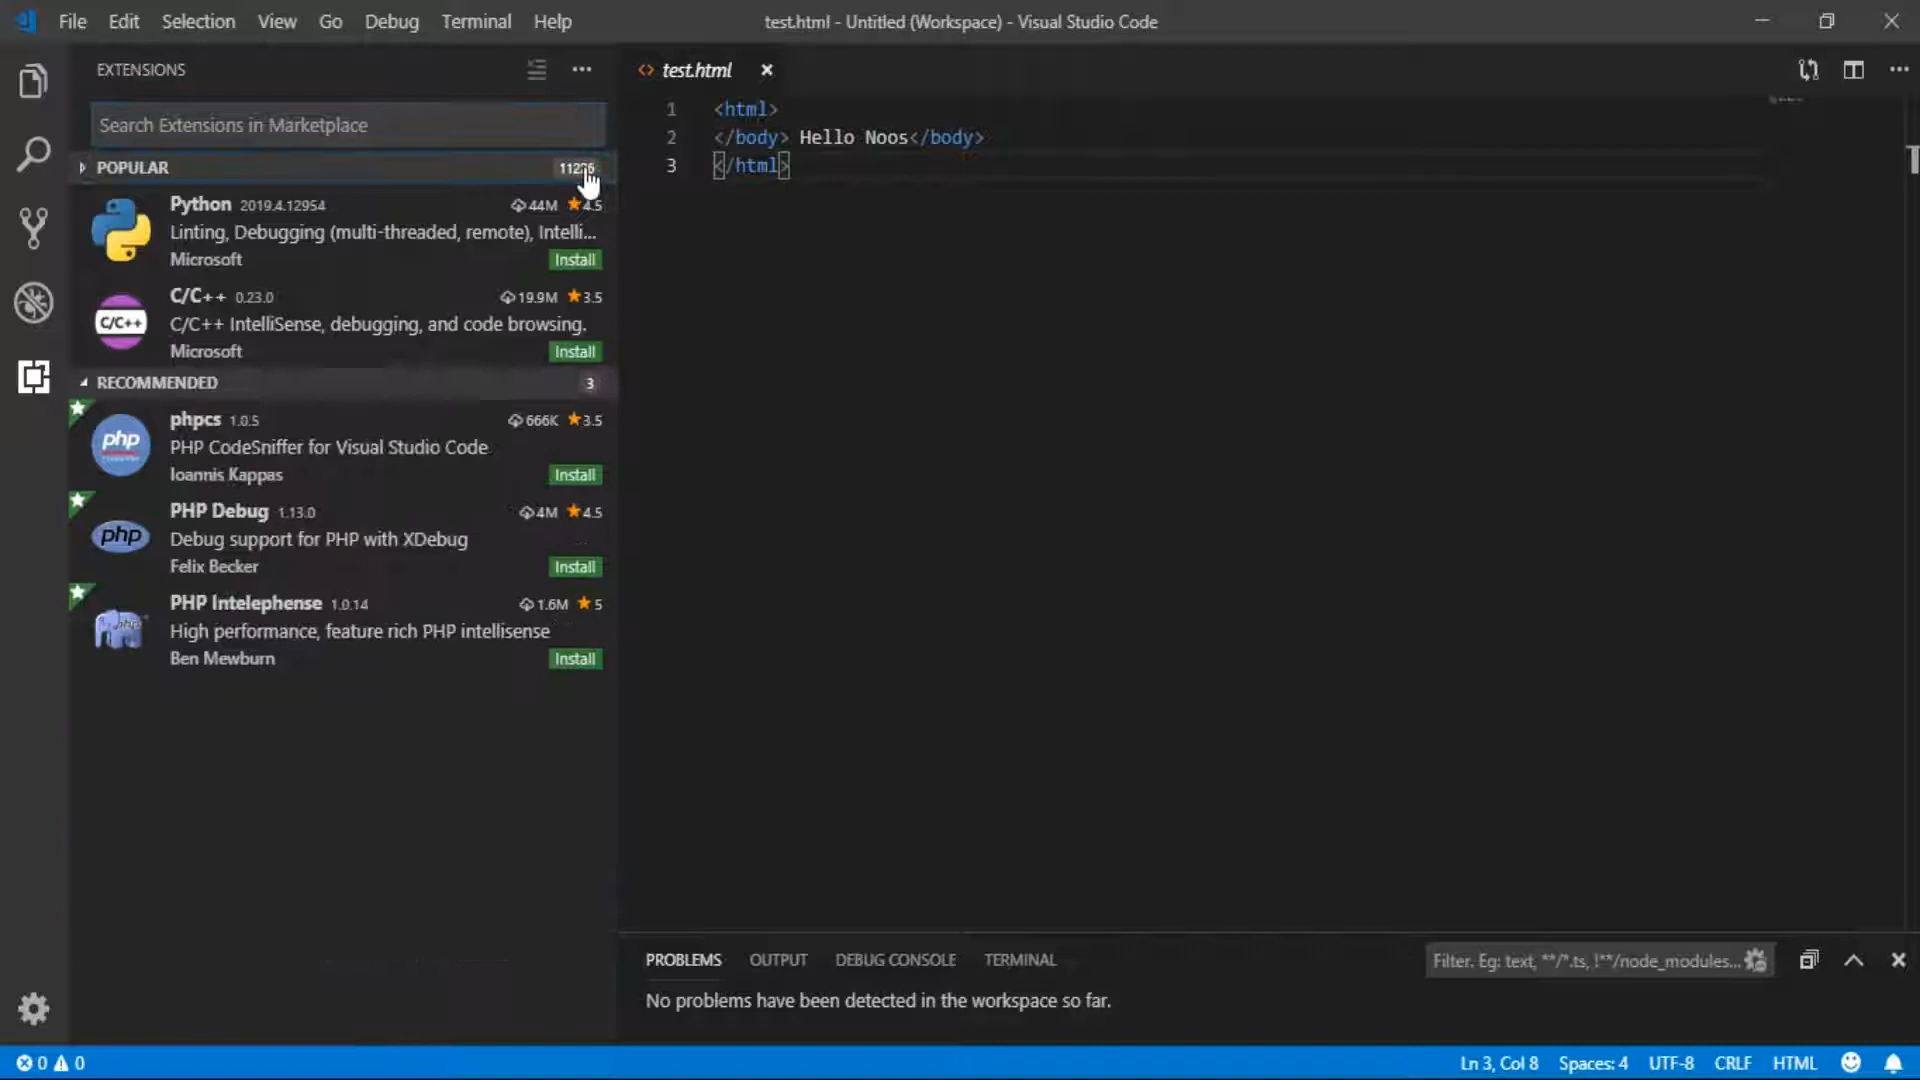 File Edit Selection View Go Debug Terminal Help
test.html - Untitled (Workspace) - Visual Studio Code
EXTENSIONS
Search Extensions in Marketplace
POPULAR
Python 2019.4.12954 44M 4.5
Linting, Debugging (multi-threaded, remote), Intelli...
Microsoft Install
C/C++
C/C++ 0.23.0 19.9M 3.5
C/C++ IntelliSense, debugging, and code browsing.
Microsoft Install
RECOMMENDED 3
php
phpcs 1.0.5 666K 3.5
PHP CodeSniffer for Visual Studio Code
Ioannis Kappas Install
php
PHP Debug 1.13.0 4M 4.5
Debug support for PHP with XDebug
Felix Becker Install
php
PHP Intelephense 1.0.14 1.6M 5
High performance, feature rich PHP intellisense
Ben Mewburn Install
<> test.html
1 <html>
2 </body> Hello Noos</body>
3 </html>
PROBLEMS OUTPUT DEBUG CONSOLE TERMINAL
Filter. Eg: text, **/*.ts, !**/node_modules...
No problems have been detected in the workspace so far.
0 0
Ln 3, Col 8 Spaces: 4 UTF-8 CRLF HTML